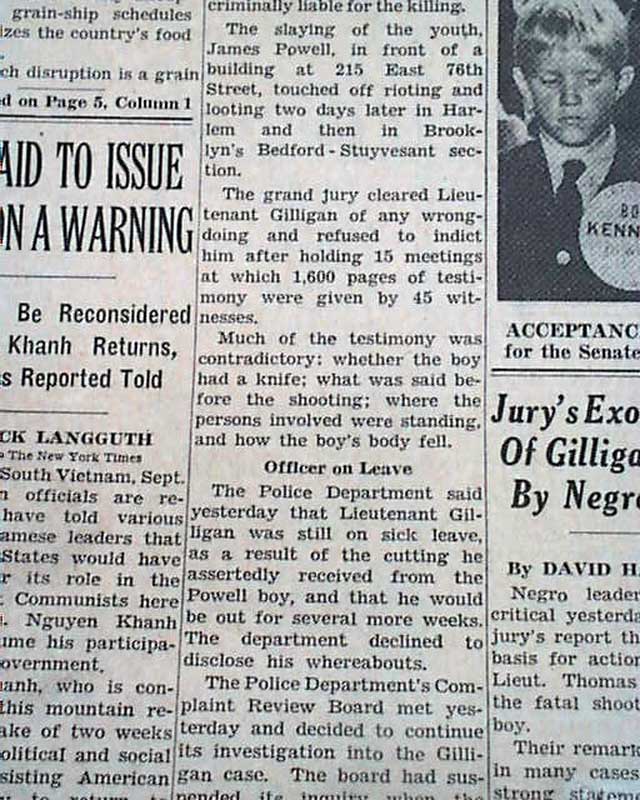 grain-ship schedules
the country's food
disruption is a grain
on Page 5, Column 1
TO ISSUE
A WARNING
Be Reconsidered
Khanh Returns,
Reported Told
LANGGUTH
The New York Times
South Vietnam, Sept.
officials are re-
have told various
leaders that
States would have
its role in the
Communists here
Nguyen Khanh
his participa-
who is con-
this mountain re-
of two weeks
and social
American
criminally liable for the killing.
The slaying of the youth,
James Powell, in front of a
building at 215 East 76th
Street, touched off rioting and
looting two days later in Har-
lem and then in Brook-
lyn's Bedford - Stuyvesant sec-
tion.
The grand jury cleared Lieu-
tenant Gilligan of any wrong-
doing and refused to indict
him after holding 15 meetings
at which 1,600 pages of testi-
mony were given by 45 wit-
nesses.
Much of the testimony was
contradictory: whether the boy
had a knife; what was said be-
fore the shooting; where the
persons involved were standing,
and how the boy's body fell.
Officer on Leave
The Police Department said
yesterday that Lieutenant Gil-
ligan was still on sick leave,
as a result of the cutting he
assertedly received from the
Powell boy, and that he would
be out for several more weeks.
The department declined to
disclose his whereabouts.
The Police Department's Com-
plaint Review Board met yes-
terday and decided to continue
its investigation into the Gilli-
gan case. The board had sus-
pended its inquiry when the
KENN
ACCEPTANC
for the Senate
Jury's Exo
Of Gilliga
By Negro
By DAVID H.
Negro leader
critical yesterda
jury's report th
basis for action
Lieut. Thomas
the fatal shoot
boy.
Their remark
in many cases
strong statem